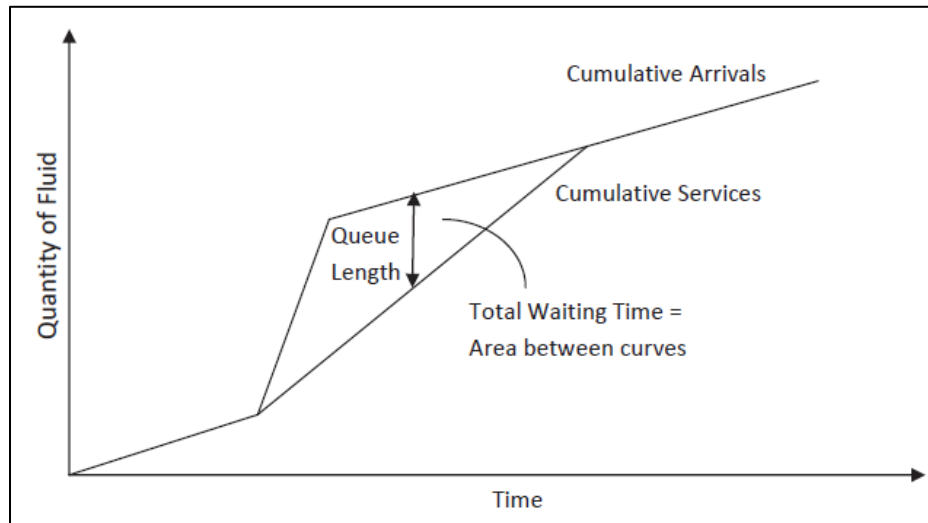 Cumulative Arrivals
Cumulative Services
Queue
Length
Total Waiting Time =
Area between curves
Quantity of Fluid
Time